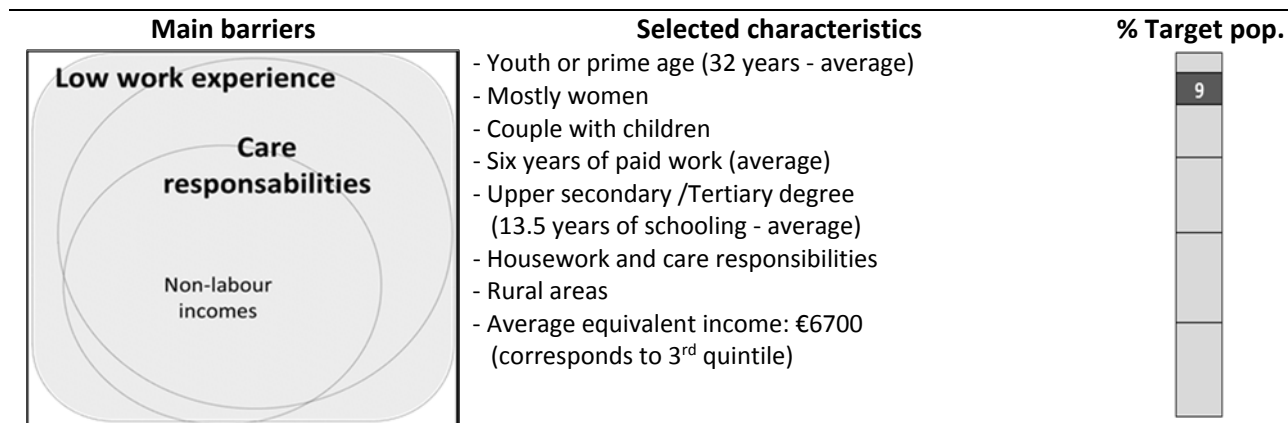 Main barriers
Selected characteristics
% Target pop.
Low work experience
Care
responsabilities
Non-labour
incomes
- Youth or prime age (32 years - average)
- Mostly women
- Couple with children
- Six years of paid work (average)
- Upper secondary /Tertiary degree
(13.5 years of schooling - average)
- Housework and care responsibilities
- Rural areas
- Average equivalent income: €6700
(corresponds to 3rd quintile)
9